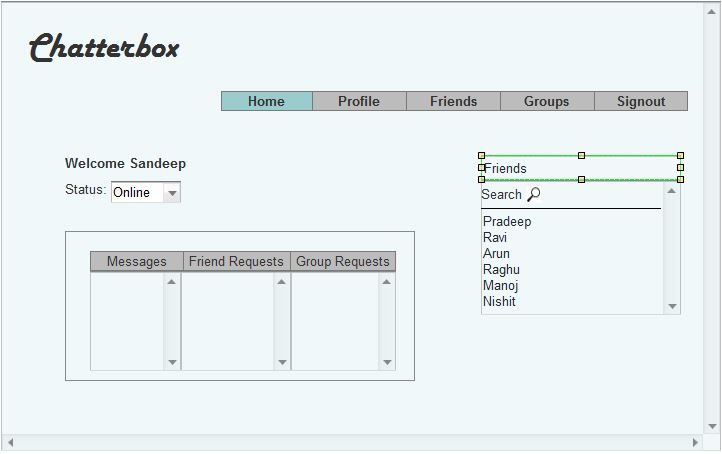 Chatterbox
Home Profile Friends Groups Signout
Welcome Sandeep
Status: Online
Messages Friend Requests Group Requests
Friends
Search
Pradeep
Ravi
Arun
Raghu
Manoj
Nishit